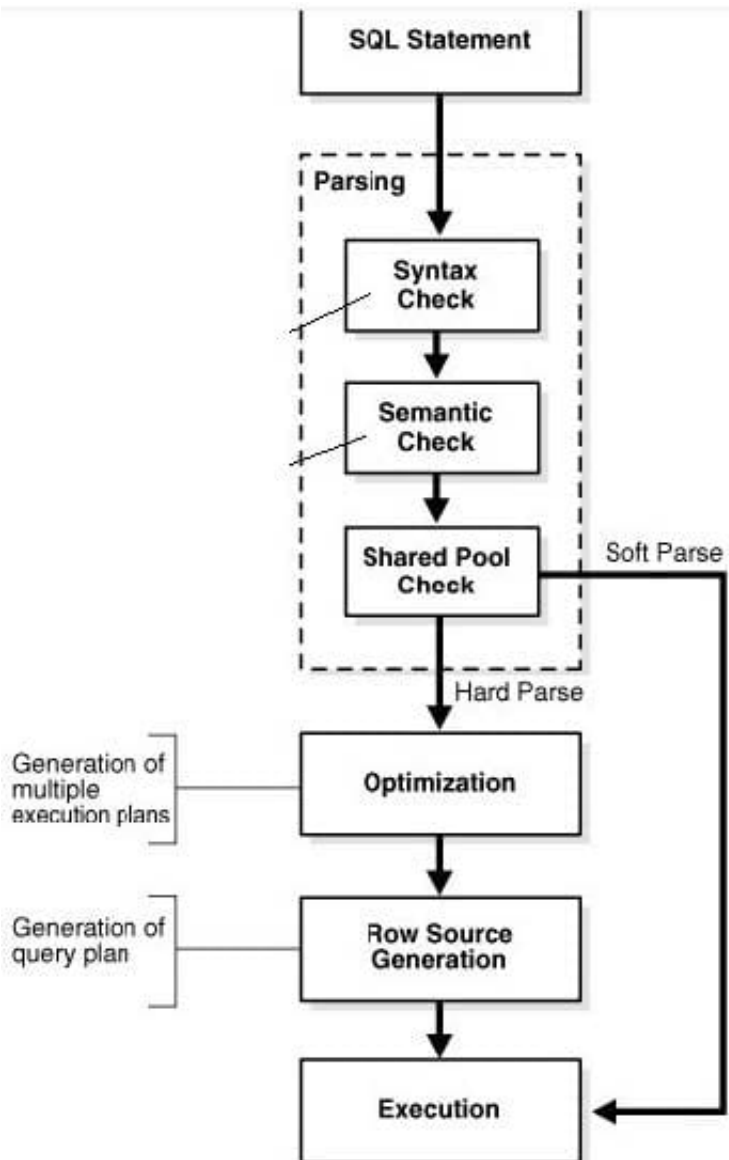 SQL Statement
Parsing
Syntax
Check
Semantic
Check
Shared Pool
Check
Soft Parse
Hard Parse
Generation of
multiple
execution plans
Optimization
Generation of
query plan
Row Source
Generation
Execution